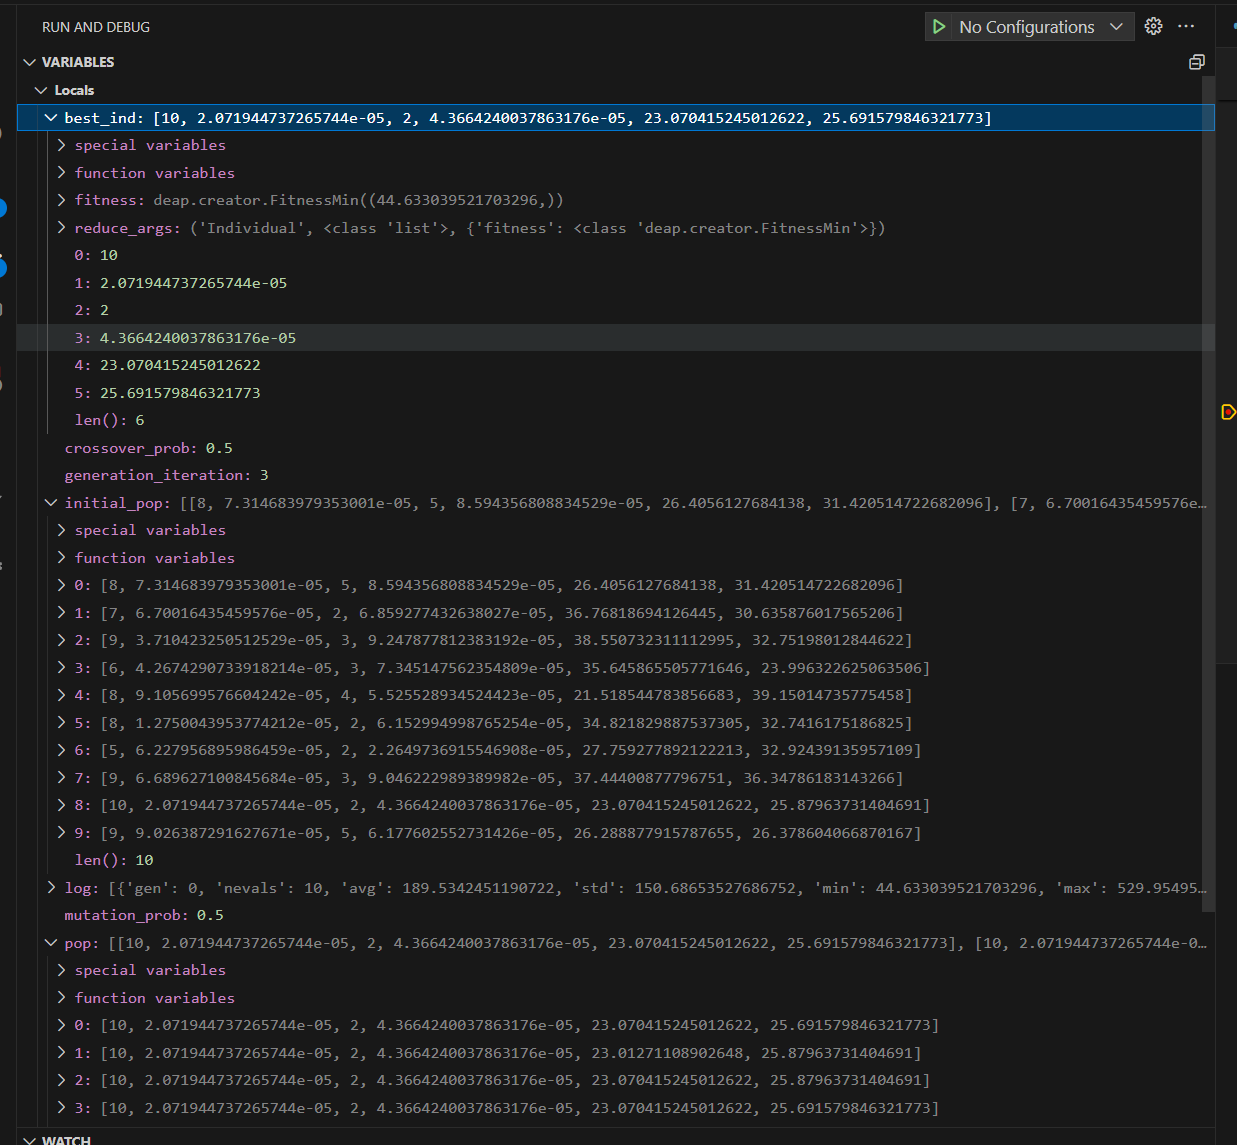 RUN AND DEBUG
No Configurations
VARIABLES
Locals
best_ind: [10, 2.071944737265744e-05, 2, 4.3664240037863176e-05, 23.070415245012622, 25.691579846321773]
special variables
function variables
fitness: deap.creator.FitnessMin((44.633039521703296,))
reduce_args: ('Individual', <class 'list'>, {'fitness': <class 'deap.creator.FitnessMin'>})
0: 10
1: 2.071944737265744e-05
2: 2
3: 4.3664240037863176e-05
4: 23.070415245012622
5: 25.691579846321773
len(): 6
crossover_prob: 0.5
generation_iteration: 3
initial_pop: [[8, 7.314683979353001e-05, 5, 8.594356808834529e-05, 26.4056127684138, 31.420514722682096], [7, 6.70016435459576e…
special variables
function variables
0: [8, 7.314683979353001e-05, 5, 8.594356808834529e-05, 26.4056127684138, 31.420514722682096]
1: [7, 6.70016435459576e-05, 2, 6.859277432638027e-05, 36.76818694126445, 30.635876017565206]
2: [9, 3.710423250512529e-05, 3, 9.247877812383192e-05, 38.550732311112995, 32.75198012844622]
3: [6, 4.2674290733918214e-05, 3, 7.345147562354809e-05, 35.645865505771646, 23.996322625063506]
4: [8, 9.105699576604242e-05, 4, 5.525528934524423e-05, 21.518544783856683, 39.15014735775458]
5: [8, 1.2750043953774212e-05, 2, 6.152994998765254e-05, 34.821829887537305, 32.7416175186825]
6: [5, 6.227956895986459e-05, 2, 2.2649736915546908e-05, 27.759277892122213, 32.92439135957109]
7: [9, 6.689627100845684e-05, 3, 9.046222989389982e-05, 37.44400877796751, 36.34786183143266]
8: [10, 2.071944737265744e-05, 2, 4.3664240037863176e-05, 23.070415245012622, 25.87963731404691]
9: [9, 9.026387291627671e-05, 5, 6.177602552731426e-05, 26.288877915787655, 26.378604066870167]
len(): 10
log: [{'gen': 0, 'nevals': 10, 'avg': 189.5342451190722, 'std': 150.68653527686752, 'min': 44.633039521703296, 'max': 529.95495…
mutation_prob: 0.5
pop: [[10, 2.071944737265744e-05, 2, 4.3664240037863176e-05, 23.070415245012622, 25.691579846321773], [10, 2.071944737265744e-0…
special variables
function variables
0: [10, 2.071944737265744e-05, 2, 4.3664240037863176e-05, 23.070415245012622, 25.691579846321773]
1: [10, 2.071944737265744e-05, 2, 4.3664240037863176e-05, 23.01271108902648, 25.87963731404691]
2: [10, 2.071944737265744e-05, 2, 4.3664240037863176e-05, 23.070415245012622, 25.87963731404691]
3: [10, 2.071944737265744e-05, 2, 4.3664240037863176e-05, 23.070415245012622, 25.691579846321773]
WATCH